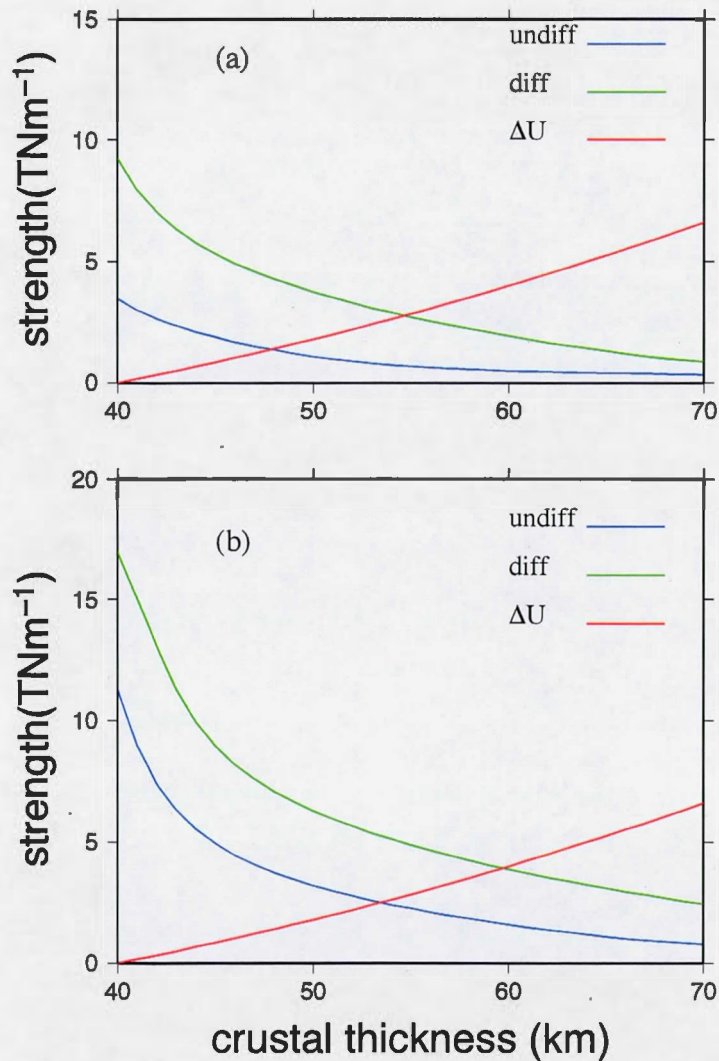 15
10
5
0
strength(TNm−1)
(a)
undiff
diff
ΔU
40
50
60
70
20
15
10
5
0
strength(TNm−1)
(b)
undiff
diff
ΔU
40
50
60
70
crustal thickness (km)